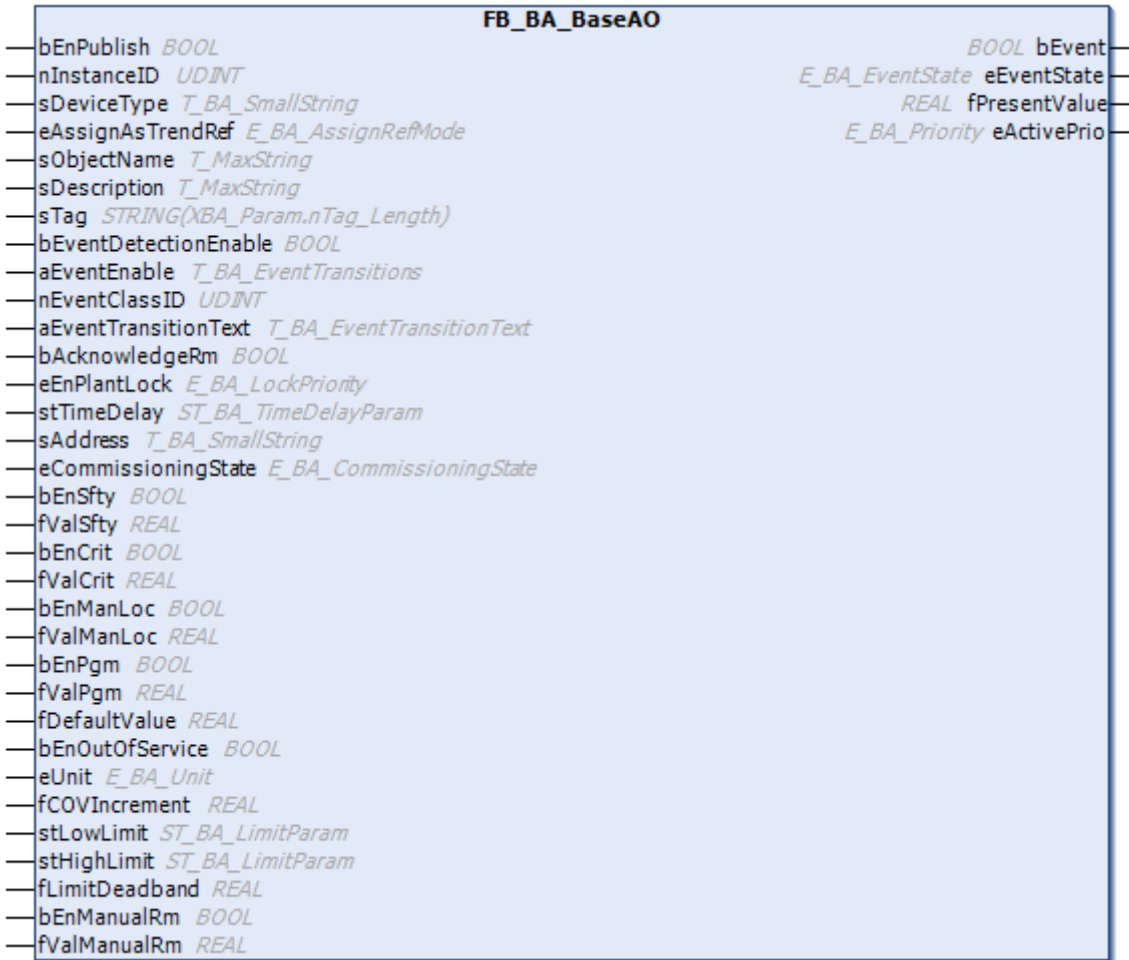 FB_BA_BaseAO
bEnPublish BOOL BOOL bEvent
nInstanceID UDINT E_BA_EventState eEventState
sDeviceType T_BA_SmallString REAL fPresentValue
eAssignAsTrendRef E_BA_AssignRefMode E_BA_Priority eActivePrio
sObjectName T_MaxString
sDescription T_MaxString
sTag STRING(XBA_Param.nTag_Length)
bEventDetectionEnable BOOL
aEventEnable T_BA_EventTransitions
nEventClassID UDINT
aEventTransitionText T_BA_EventTransitionText
bAcknowledgeRm BOOL
eEnPlantLock E_BA_LockPriority
stTimeDelay ST_BA_TimeDelayParam
sAddress T_BA_SmallString
eCommissioningState E_BA_CommissioningState
bEnSfty BOOL
fValSfty REAL
bEnCrit BOOL
fValCrit REAL
bEnManLoc BOOL
fValManLoc REAL
bEnPgm BOOL
fValPgm REAL
fDefaultValue REAL
bEnOutOfService BOOL
eUnit E_BA_Unit
fCOVIncrement REAL
stLowLimit ST_BA_LimitParam
stHighLimit ST_BA_LimitParam
fLimitDeadband REAL
bEnManualRm BOOL
fValManualRm REAL